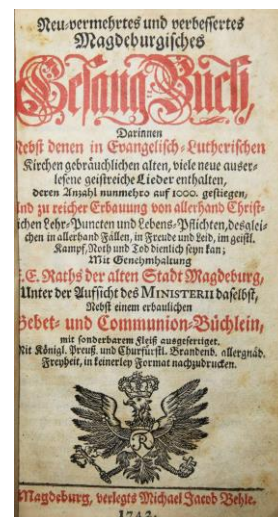 Neu-vermehrtes und verbessertes
Magdeburgisches
Gesang-Buch,
Darinnen
Nebst denen in Evangelisch-Lutherischen
Kirchen gebräuchlichen alten, viele neue auser-
lesene geistreiche Lieder enthalten,
deren Anzahl nunmehro auf 1000. gestiegen,
Und zu reicher Erbauung von allerhand Christ-
ichen Lehr-Puncten und Lebens-Pflichten, desglei-
chen in allerhand Fällen, in Freude und Leid, im geistl.
Kampf, Noth und Tod dienlich seyn kan;
Mit Genehmhaltung
E.E. Raths der alten Stadt Magdeburg,
Unter der Aufsicht des MINISTERII daselbst,
Nebst einem erbaulichen
Gebet- und Communion-Büchlein,
mit sonderbarem Fleiß ausgefertiget.
Mit Königl. Preuß. und Churfürstl. Brandenb. allergnäd.
Freyheit, in keinerley Format nachzudrucken.
Magdeburg, verlegts Michael Jacob Behle.
1742.